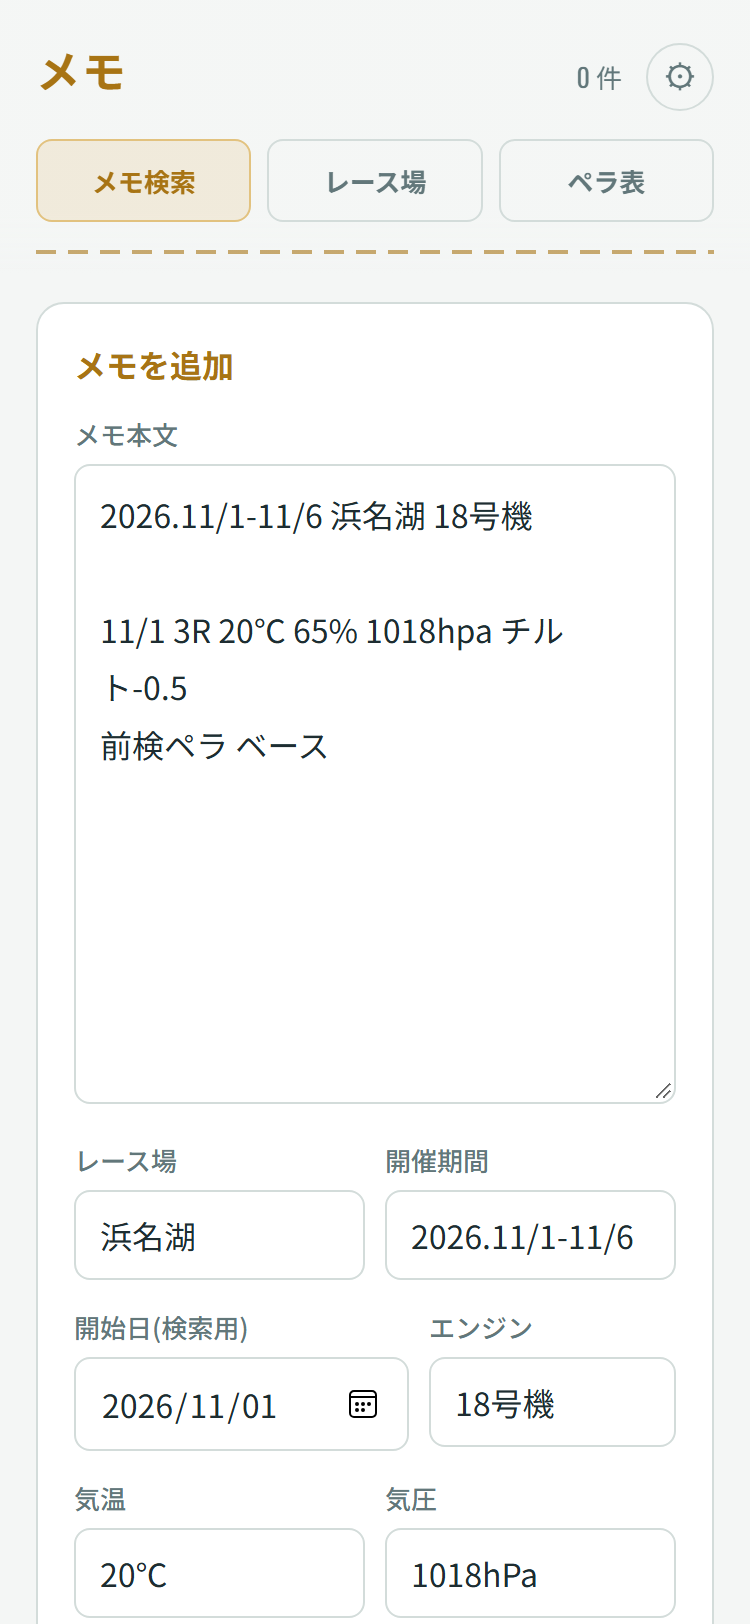 メモ
0 件
メモ検索
レース場
ペラ表
メモを追加
メモ本文
2026.11/1-11/6 浜名湖 18号機
11/1 3R 20℃ 65% 1018hpa チル
ト-0.5
前検ペラ ベース
レース場
開催期間
浜名湖
2026.11/1-11/6
開始日(検索用)
エンジン
2026/11/01
18号機
気温
気圧
20℃
1018hPa